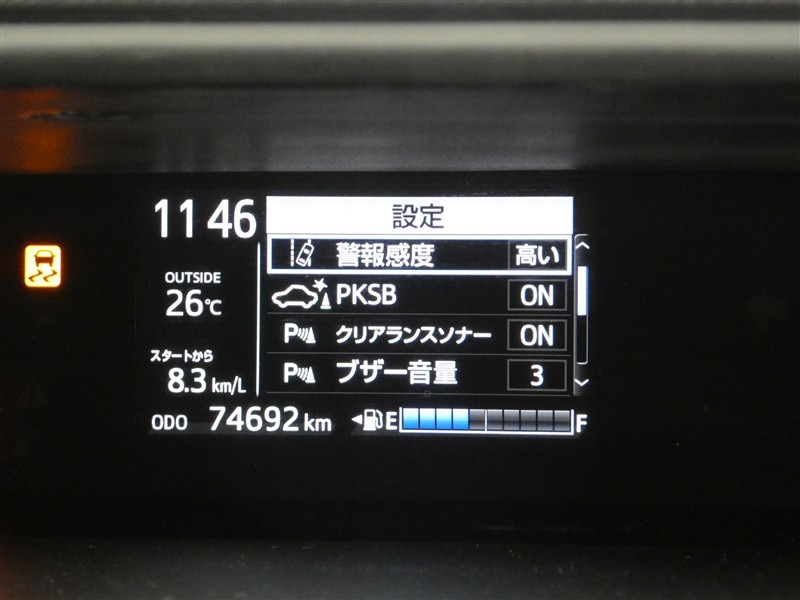 11 46
設定
警報感度 高い
OUTSIDE
26℃
PKSB ON
P クリアランスソナー ON
スタートから
8.3 km/L
P ブザー音量 3
ODO 74692 km
E F